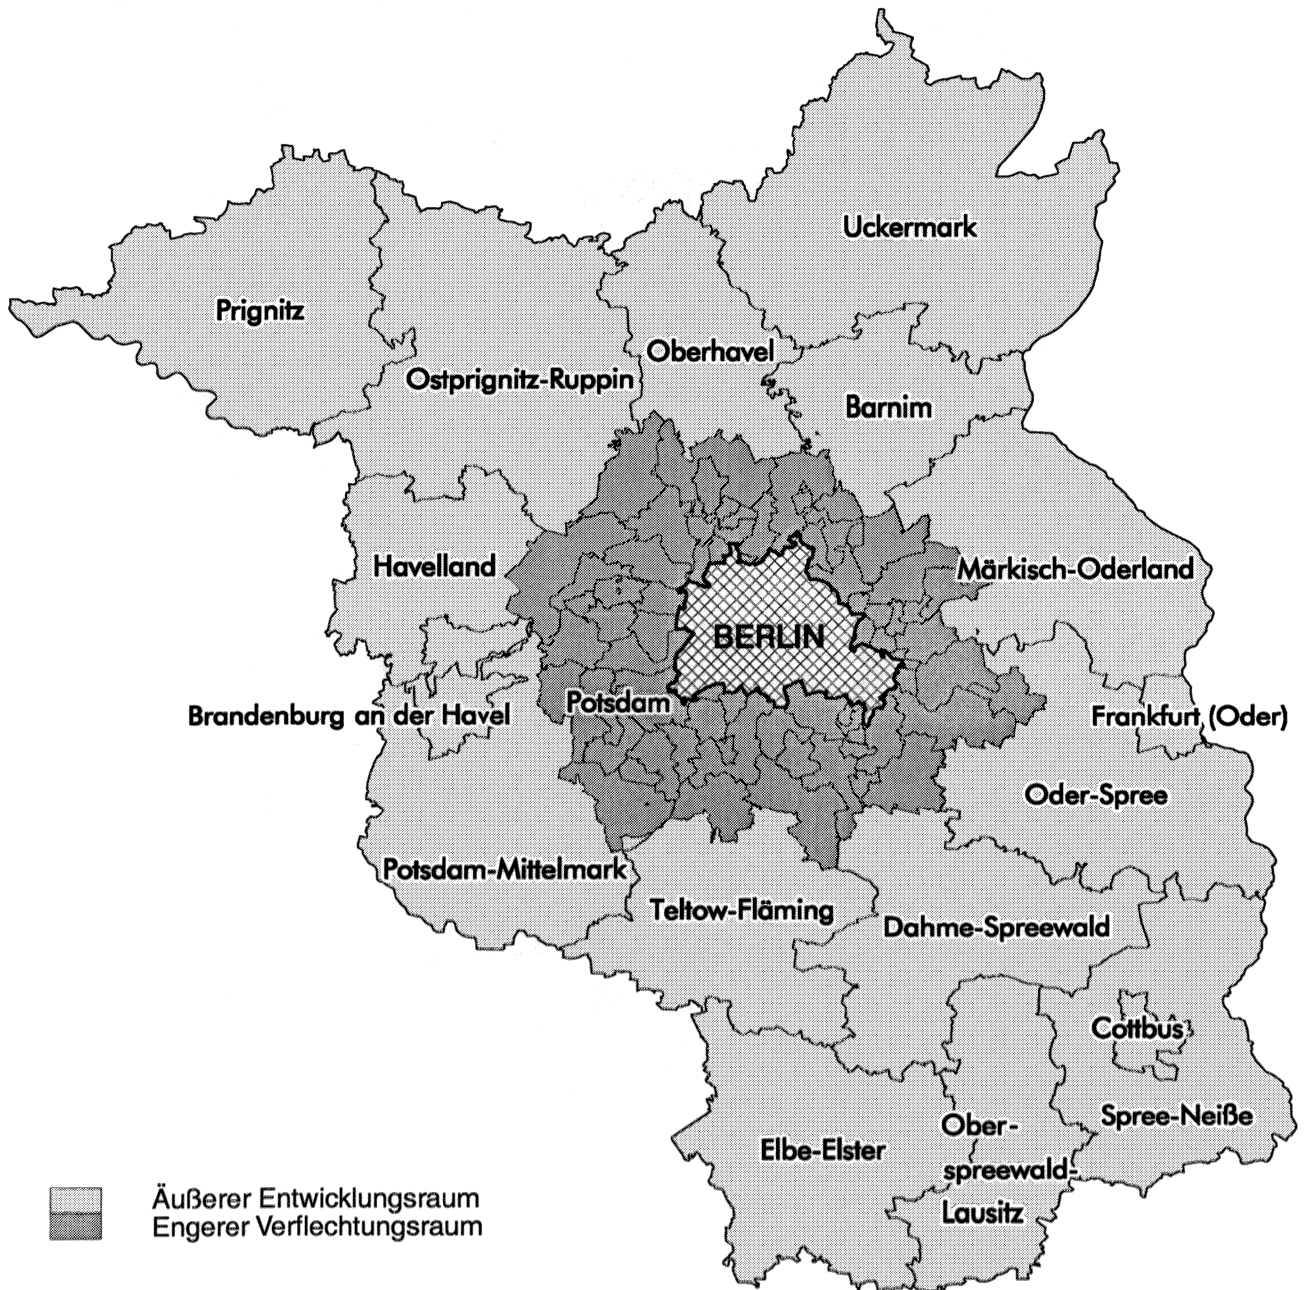 Uckermark
Prignitz
Oberhavel
Ostprignitz-Ruppin
Barnim
Havelland
Märkisch-Oderland
BERLIN
Potsdam
Brandenburg an der Havel
Frankfurt (Oder)
Oder-Spree
Potsdam-Mittelmark
Teltow-Fläming
Dahme-Spreewald
Cottbus
Spree-Neiße
Elbe-Elster
Ober-
spreewald-
Lausitz
Äußerer Entwicklungsraum
Engerer Verflechtungsraum